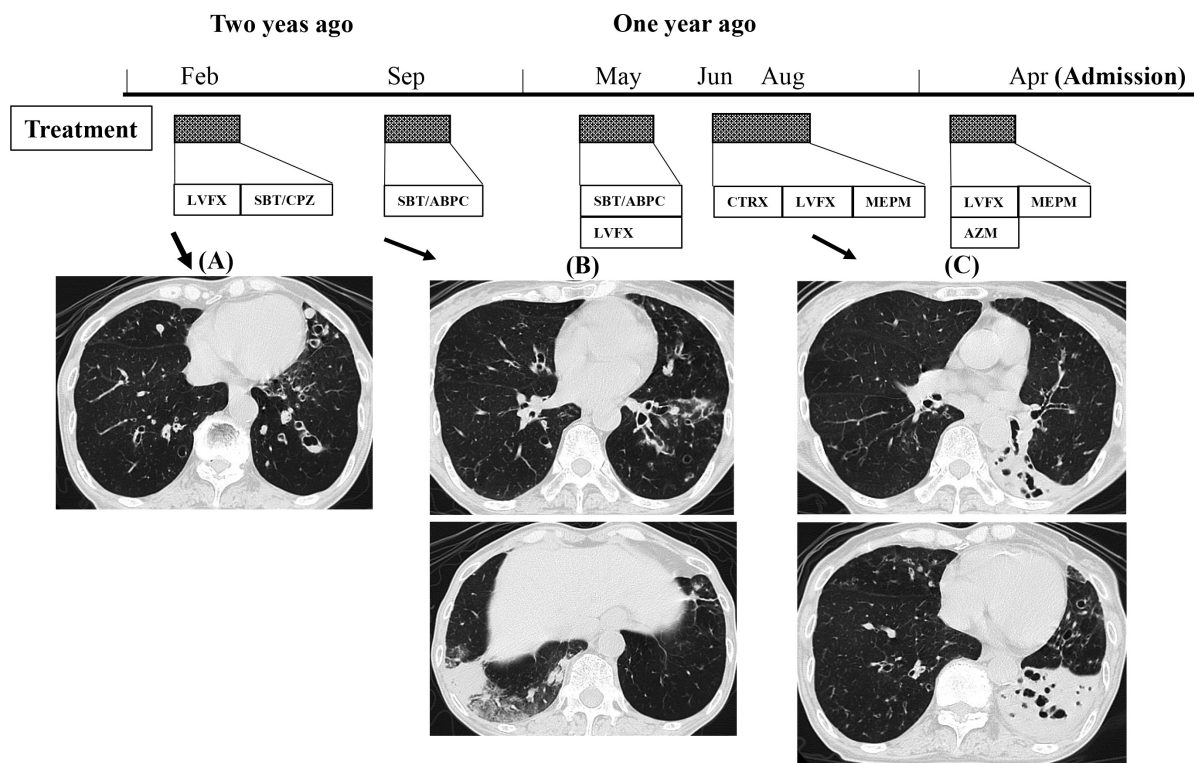 Two yeas ago One year ago
Feb Sep May Jun Aug Apr (Admission)
Treatment
LVFX SBT/CPZ SBT/ABPC SBT/ABPC CTRX LVFX MEPM LVFX MEPM
LVFX AZM
(A) (B) (C)